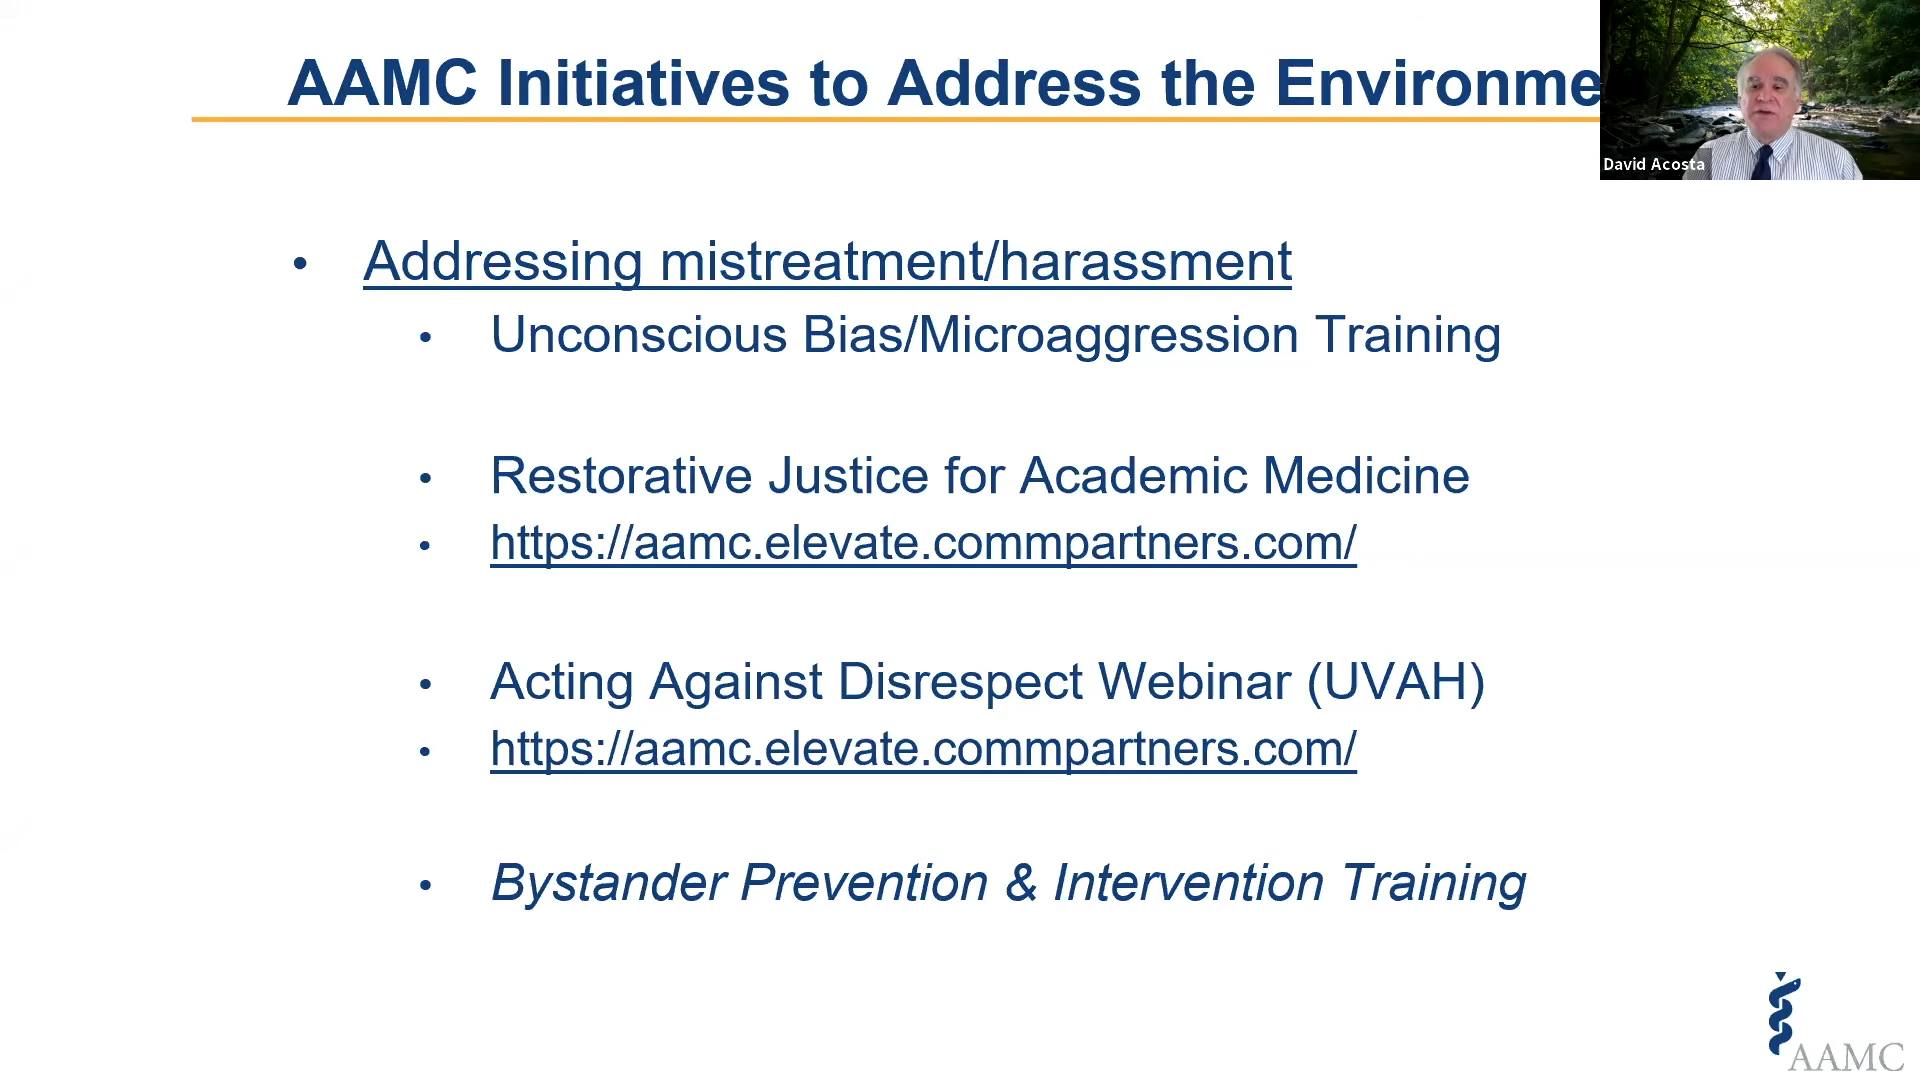 AAMC Initiatives to Address the Environme
David Acosta
• Addressing mistreatment/harassment
• Unconscious Bias/Microaggression Training
• Restorative Justice for Academic Medicine
• https://aamc.elevate.commpartners.com/
• Acting Against Disrespect Webinar (UVAH)
• https://aamc.elevate.commpartners.com/
• Bystander Prevention & Intervention Training
AAMC